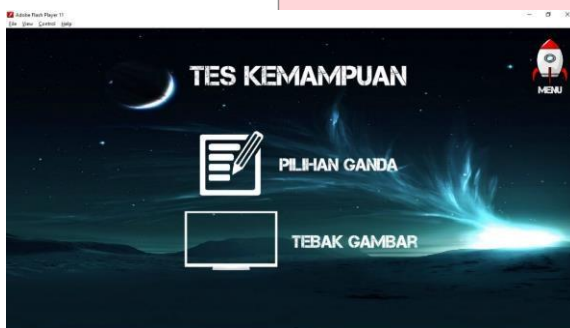 Adobe Flash Player 11
File View Control Help
TES KEMAMPUAN
MENU
PILIHAN GANDA
TEBAK GAMBAR